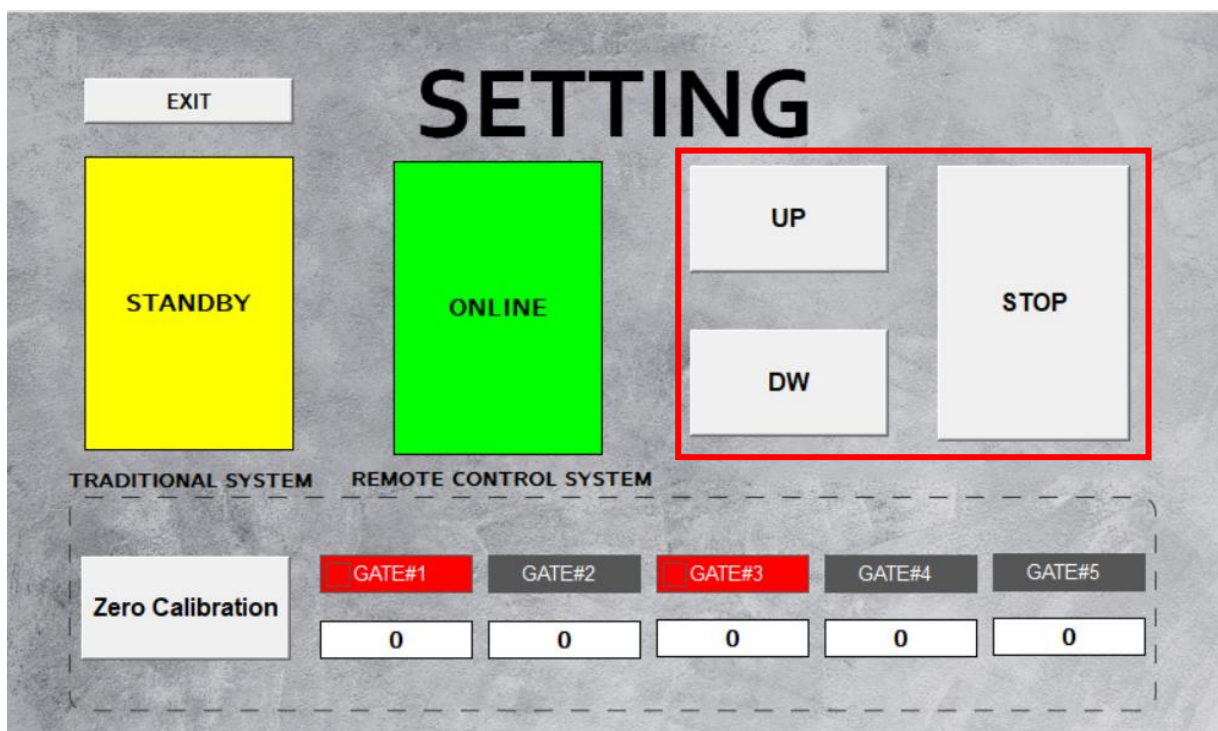 EXIT
SETTING
STANDBY
ONLINE
UP
DW
STOP
TRADITIONAL SYSTEM
REMOTE CONTROL SYSTEM
Zero Calibration
GATE#1 GATE#2 GATE#3 GATE#4 GATE#5
0 0 0 0 0